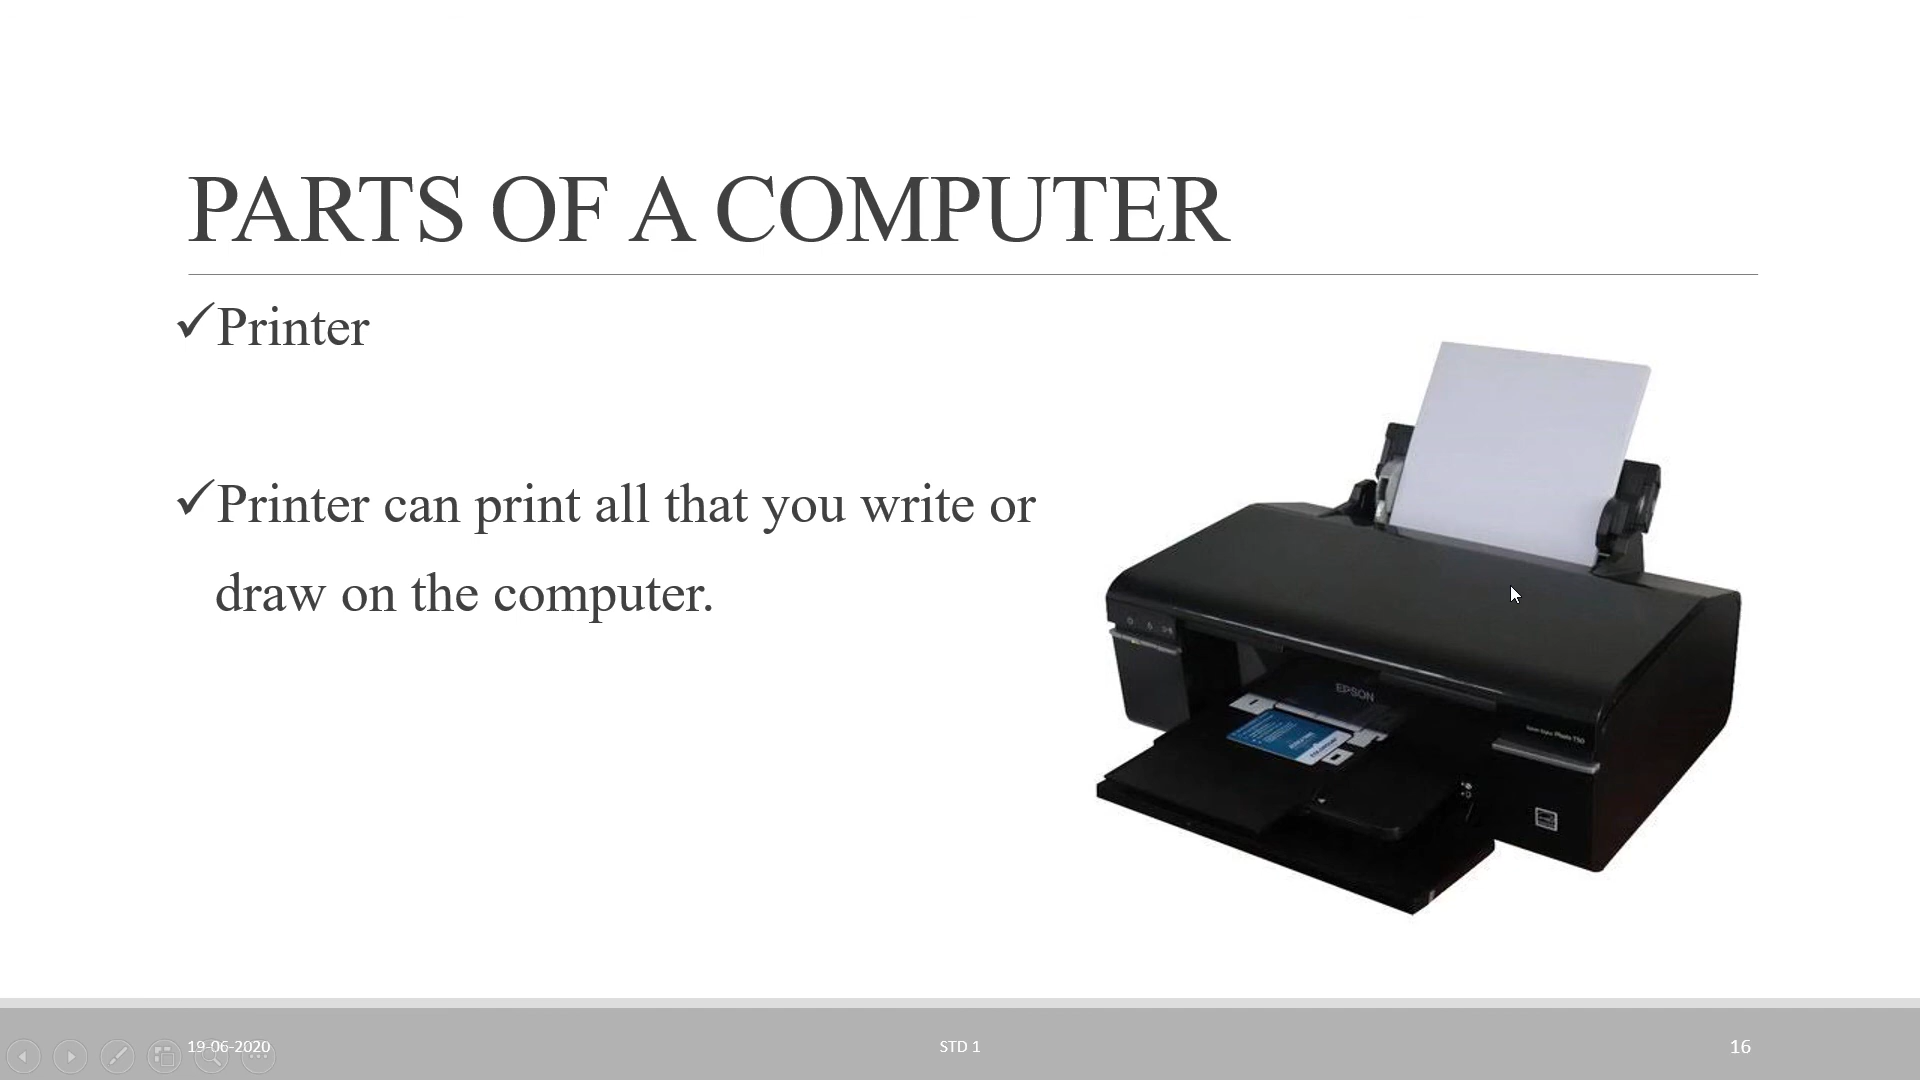 PARTS OF A COMPUTER
✓Printer
✓Printer can print all that you write or
draw on the computer.
EPSON
19-06-2020
STD 1
16